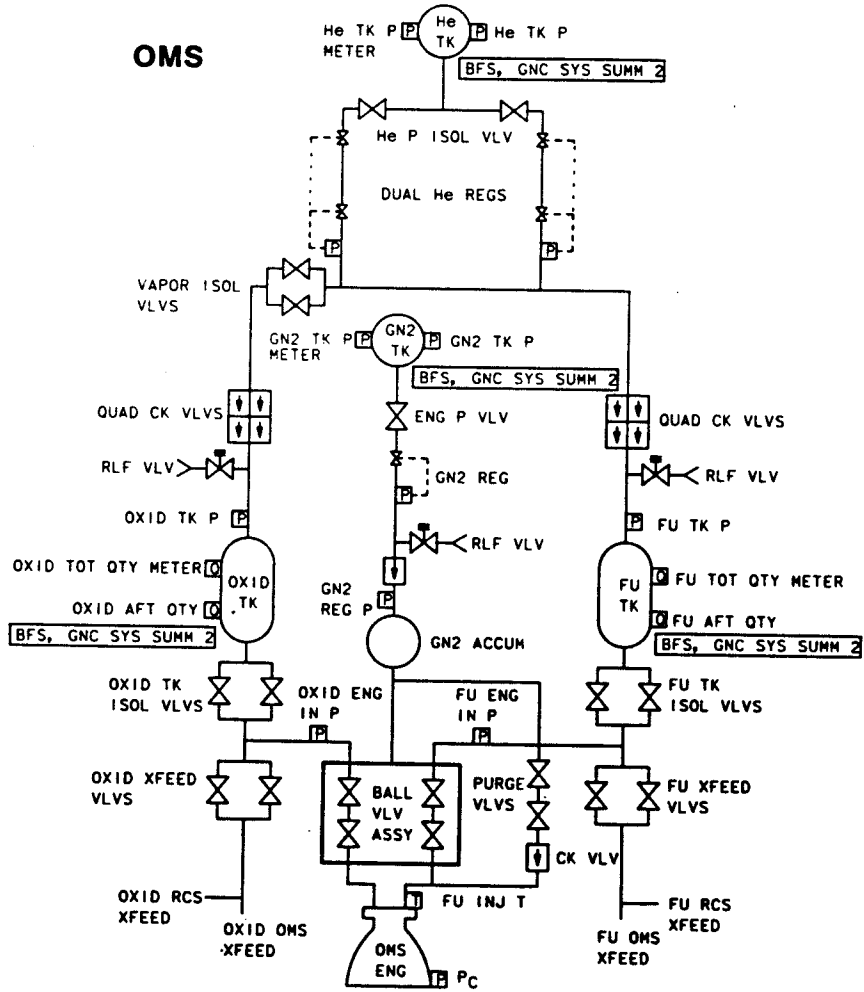 OMS
He TK P
METER
P
He
TK
P
He TK P
BFS, GNC SYS SUMM 2
He P ISOL VLV
DUAL He REGS
P
P
VAPOR ISOL
VLVS
GN2 TK P
METER
P
GN2
TK
P
GN2 TK P
BFS, GNC SYS SUMM 2
QUAD CK VLVS
ENG P VLV
QUAD CK VLVS
RLF VLV
P
GN2 REG
RLF VLV
OXID TK P
P
RLF VLV
P
FU TK P
OXID TOT QTY METER
Q
OXID
TK
OXID AFT QTY
Q
BFS, GNC SYS SUMM 2
GN2
REG P
P
GN2 ACCUM
FU
TK
Q
FU TOT QTY METER
Q
FU AFT QTY
BFS, GNC SYS SUMM 2
OXID TK
ISOL VLVS
OXID ENG
IN P
P
FU ENG
IN P
P
FU TK
ISOL VLVS
OXID XFEED
VLVS
BALL
VLV
ASSY
PURGE
VLVS
FU XFEED
VLVS
CK VLV
OXID RCS
XFEED
OXID OMS
XFEED
T
FU INJ T
OMS
ENG
P
PC
FU RCS
XFEED
FU OMS
XFEED